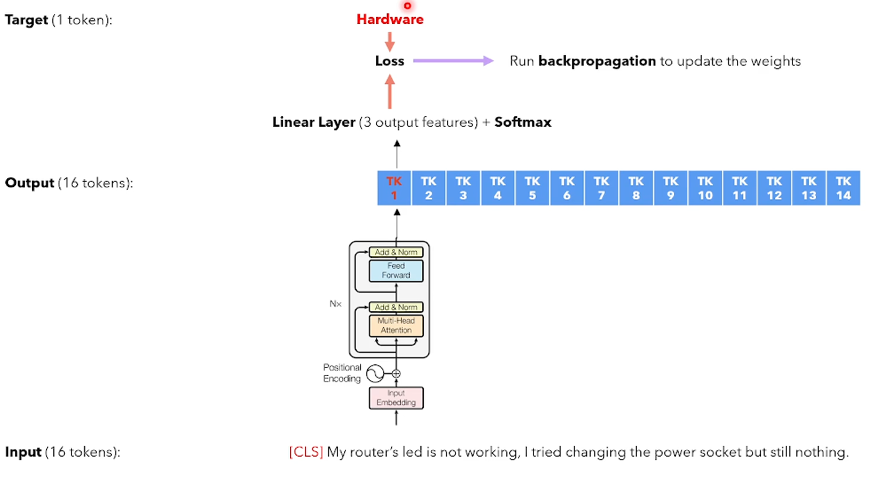 Target (1 token):
Hardware
Loss
Run backpropagation to update the weights
Linear Layer (3 output features) + Softmax
Output (16 tokens):
TK 1
TK 2
TK 3
TK 4
TK 5
TK 6
TK 7
TK 8
TK 9
TK 10
TK 11
TK 12
TK 13
TK 14
Add & Norm
Feed
Forward
N×
Add & Norm
Multi-Head
Attention
Positional
Encoding
Input
Embedding
Input (16 tokens):
[CLS] My router's led is not working, I tried changing the power socket but still nothing.